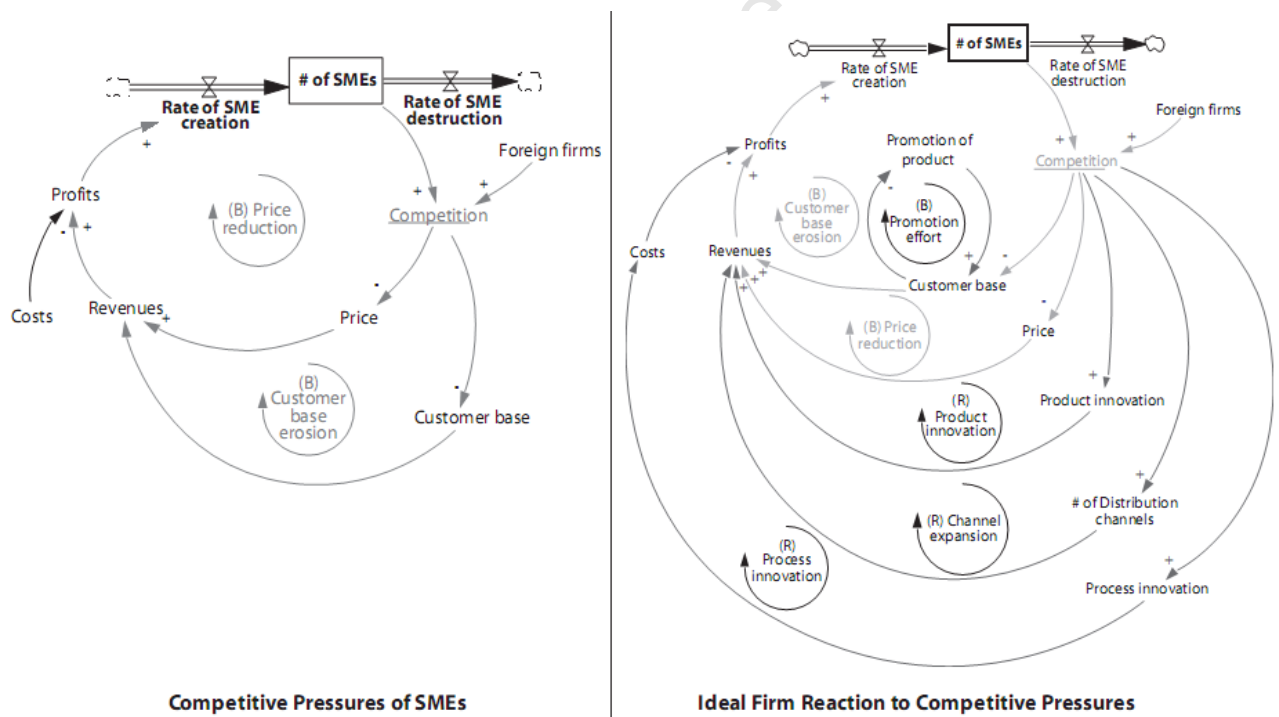 # of SMEs
Rate of SME
creation
Rate of SME
destruction
Foreign firms
+
+
+
Profits
(B) Price
reduction
Competition
-
+
-
Costs
Revenues
+
Price
(B)
Customer
base
erosion
-
Customer base
Competitive Pressures of SMEs
# of SMEs
Rate of SME
creation
Rate of SME
destruction
+
Foreign firms
Profits
Promotion of
product
+
+
-
+
Competition
-
(B)
Customer
base
erosion
(B)
Promotion
effort
Costs
Revenues
+
-
+
+
+
Customer base
-
(B) Price
reduction
Price
+
(R)
Product
innovation
Product innovation
+
# of Distribution
channels
(R) Channel
expansion
(R)
Process
innovation
+
Process innovation
Ideal Firm Reaction to Competitive Pressures